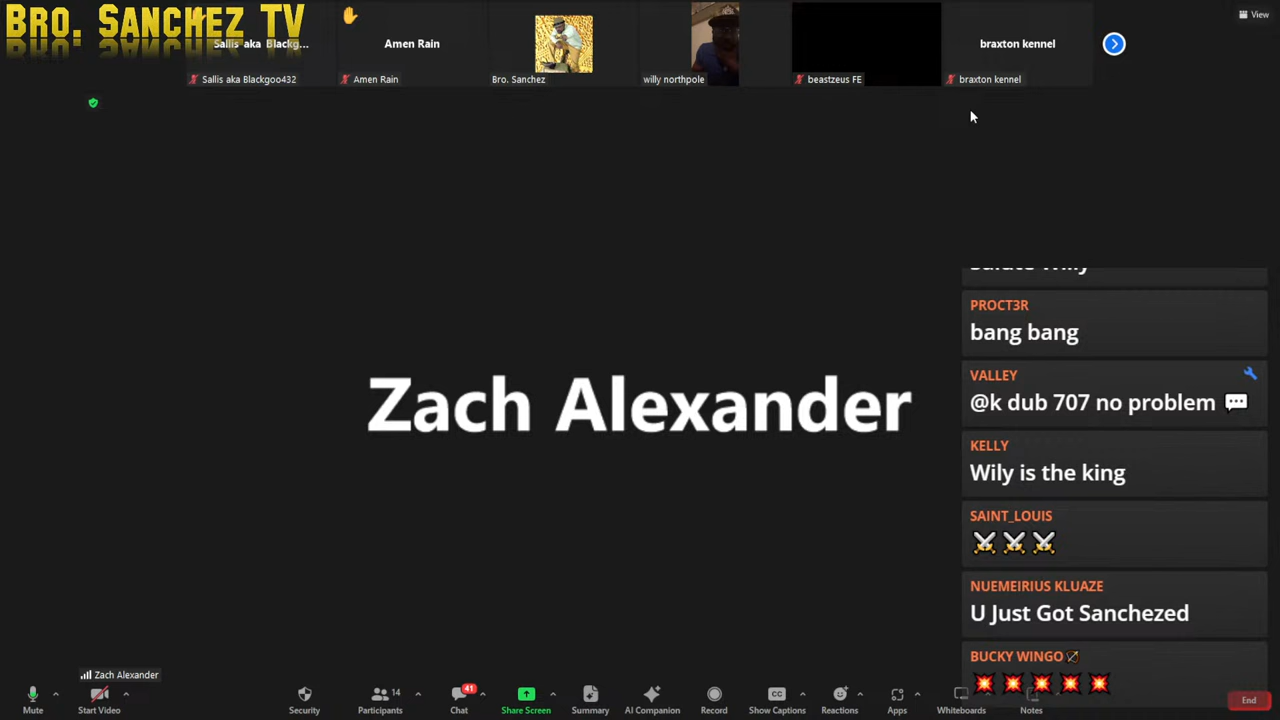 BRO. SANCHEZ TV
Sallis aka Blackg...
Amen Rain
braxton kennel
View
Sallis aka Blackgoo432
Amen Rain
Bro. Sanchez
willy northpole
beastzeus FE
braxton kennel
Zach Alexander
Salute Willy
PROCT3R
bang bang
VALLEY
@k dub 707 no problem
KELLY
Wily is the king
SAINT_LOUIS
NUEMEIRIUS KLUAZE
U Just Got Sanchezed
BUCKY WINGO
Zach Alexander
Mute
Start Video
Security
14
Participants
41
Chat
Share Screen
Summary
AI Companion
Record
CC
Show Captions
Reactions
Apps
Whiteboards
Notes
End